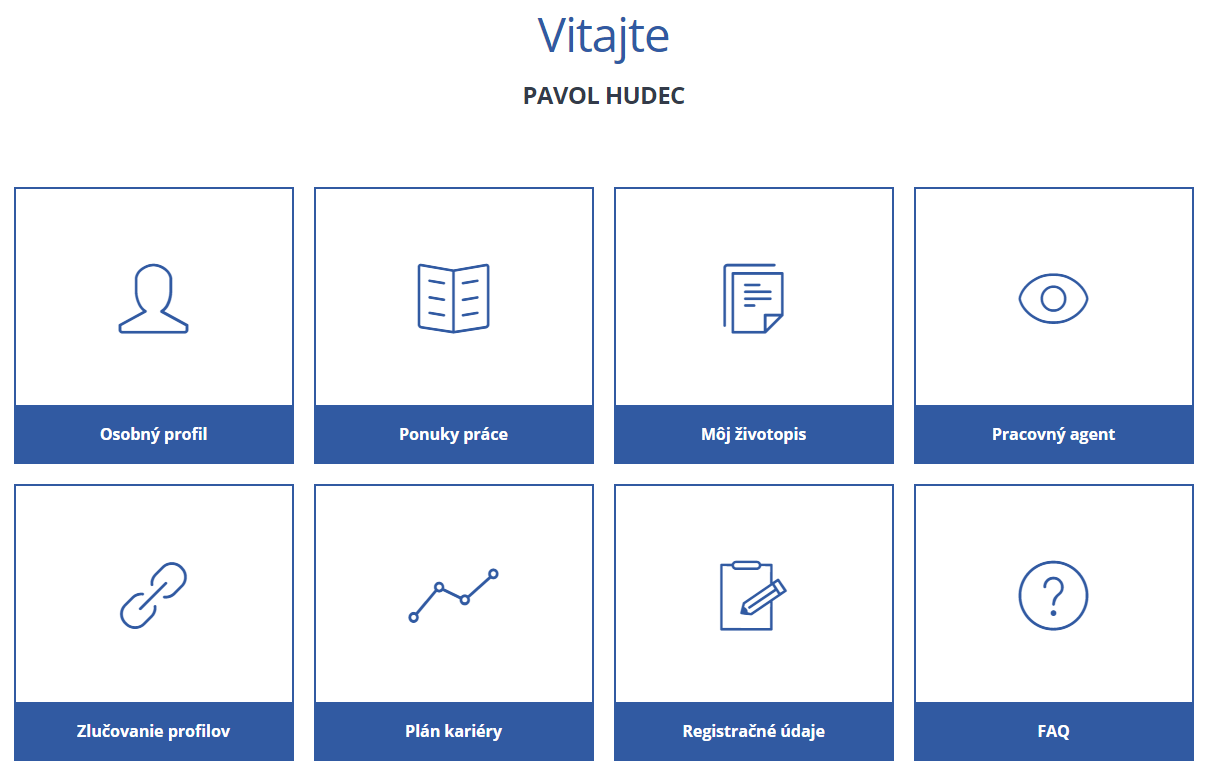 Vitajte
PAVOL HUDEC
Osobný profil
Ponuky práce
Môj životopis
Pracovný agent
Zlučovanie profilov
Plán kariéry
Registračné údaje
FAQ